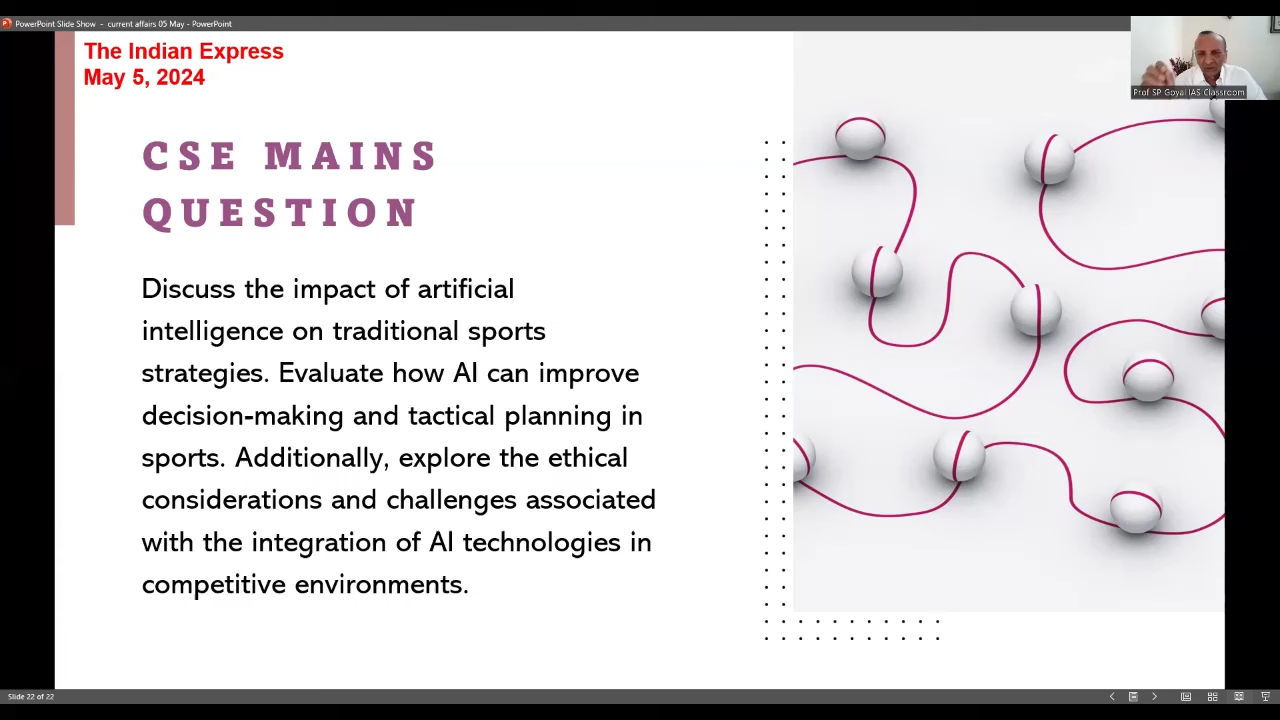 PowerPoint Slide Show - current affairs 05 May - PowerPoint
The Indian Express
May 5, 2024
Prof SP Goyal IAS Classroom
CSE MAINS
QUESTION
Discuss the impact of artificial
intelligence on traditional sports
strategies. Evaluate how AI can improve
decision-making and tactical planning in
sports. Additionally, explore the ethical
considerations and challenges associated
with the integration of AI technologies in
competitive environments.
Slide 22 of 22